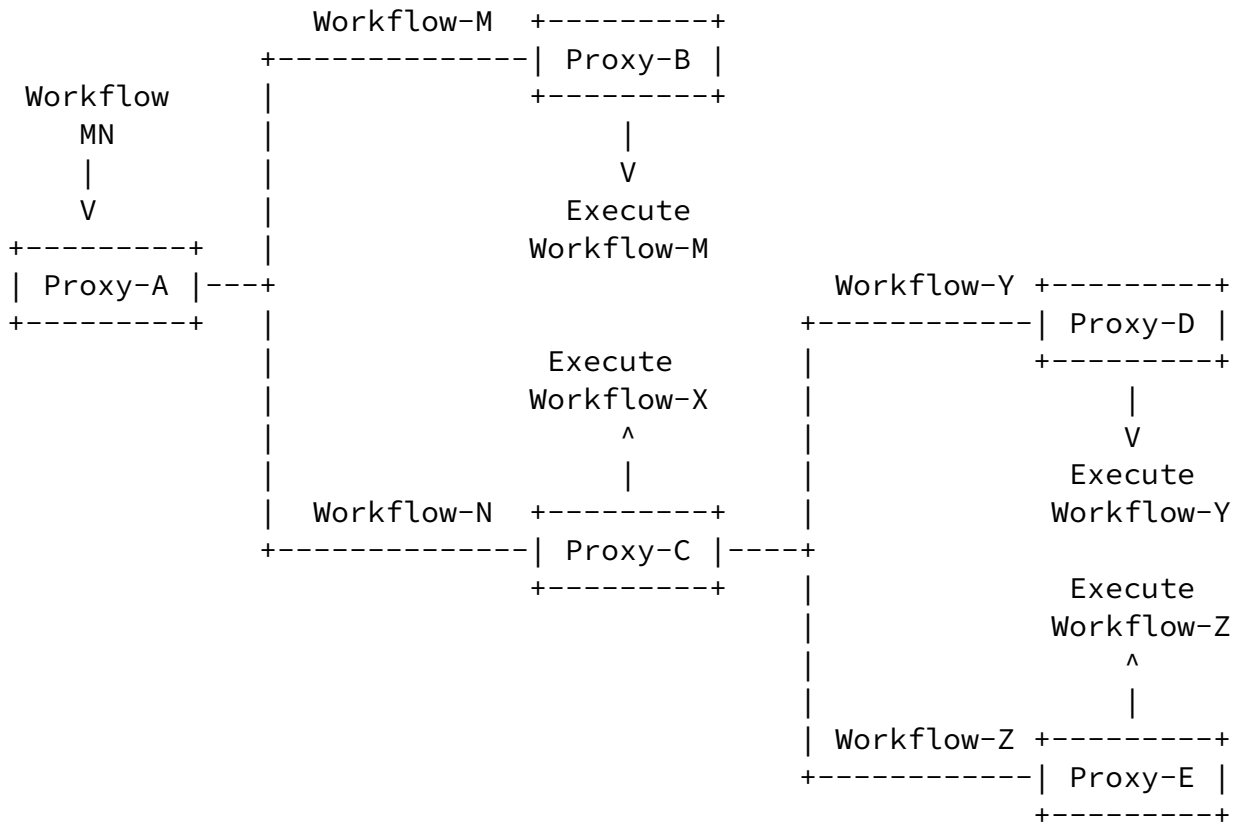 Workflow-M
Proxy-B
Workflow
MN
Execute
Workflow-M
Proxy-A
Workflow-Y
Proxy-D
Execute
Workflow-X
Execute
Workflow-Y
Workflow-N
Proxy-C
Execute
Workflow-Z
Workflow-Z
Proxy-E